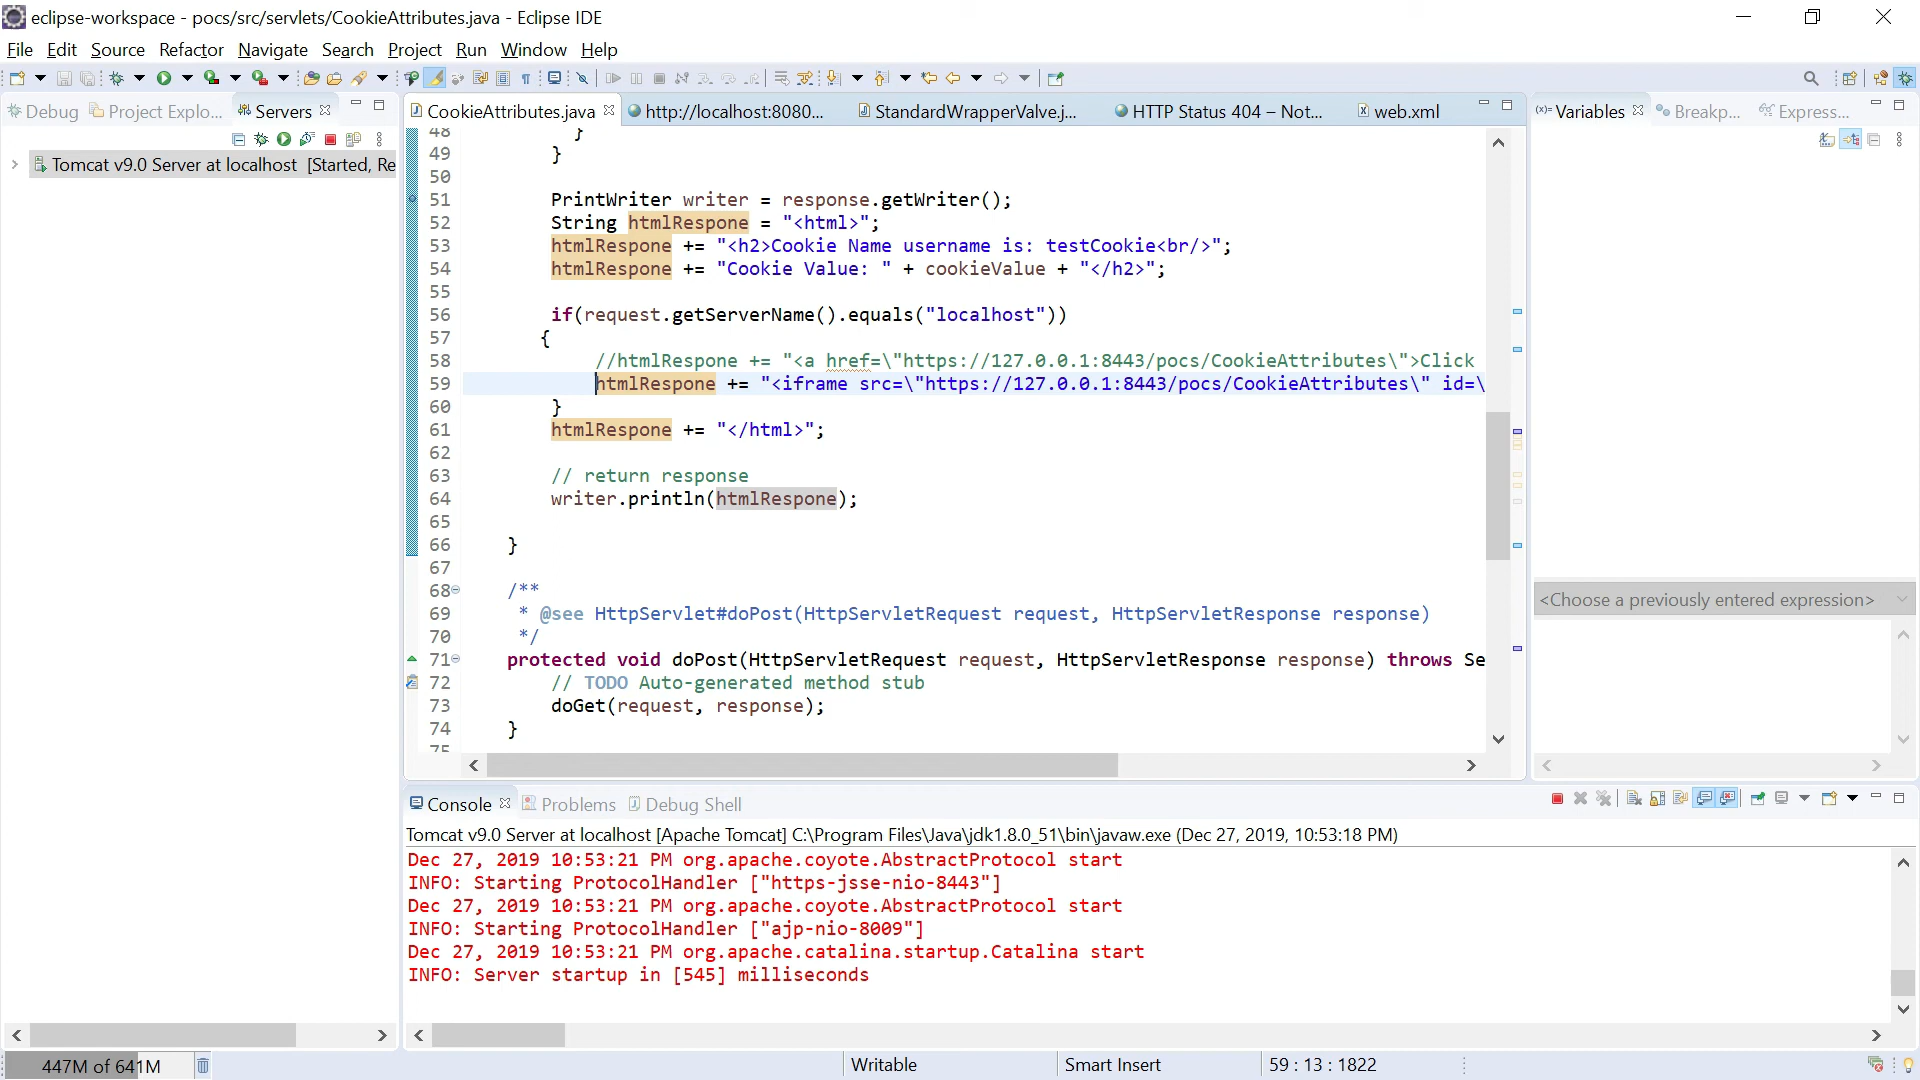 eclipse-workspace - pocs/src/servlets/CookieAttributes.java - Eclipse IDE
File Edit Source Refactor Navigate Search Project Run Window Help
Debug Project Explo... Servers
CookieAttributes.java http://localhost:8080... StandardWrapperValve.j... HTTP Status 404 – Not... web.xml
(x)= Variables Breakp... Express...
Tomcat v9.0 Server at localhost [Started, Re
48 }
49 }
50
51 PrintWriter writer = response.getWriter();
52 String htmlRespone = "<html>";
53 htmlRespone += "<h2>Cookie Name username is: testCookie<br/>";
54 htmlRespone += "Cookie Value: " + cookieValue + "</h2>";
55
56 if(request.getServerName().equals("localhost"))
57 {
58 //htmlRespone += "<a href=\"https://127.0.0.1:8443/pocs/CookieAttributes\">Click
59 htmlRespone += "<iframe src=\"https://127.0.0.1:8443/pocs/CookieAttributes\" id=\
60 }
61 htmlRespone += "</html>";
62
63 // return response
64 writer.println(htmlRespone);
65
66 }
67
68 /**
69 * @see HttpServlet#doPost(HttpServletRequest request, HttpServletResponse response)
70 */
71 protected void doPost(HttpServletRequest request, HttpServletResponse response) throws Se
72 // TODO Auto-generated method stub
73 doGet(request, response);
74 }
75
<Choose a previously entered expression>
Console Problems Debug Shell
Tomcat v9.0 Server at localhost [Apache Tomcat] C:\Program Files\Java\jdk1.8.0_51\bin\javaw.exe (Dec 27, 2019, 10:53:18 PM)
Dec 27, 2019 10:53:21 PM org.apache.coyote.AbstractProtocol start
INFO: Starting ProtocolHandler ["https-jsse-nio-8443"]
Dec 27, 2019 10:53:21 PM org.apache.coyote.AbstractProtocol start
INFO: Starting ProtocolHandler ["ajp-nio-8009"]
Dec 27, 2019 10:53:21 PM org.apache.catalina.startup.Catalina start
INFO: Server startup in [545] milliseconds
447M of 641M Writable Smart Insert 59 : 13 : 1822